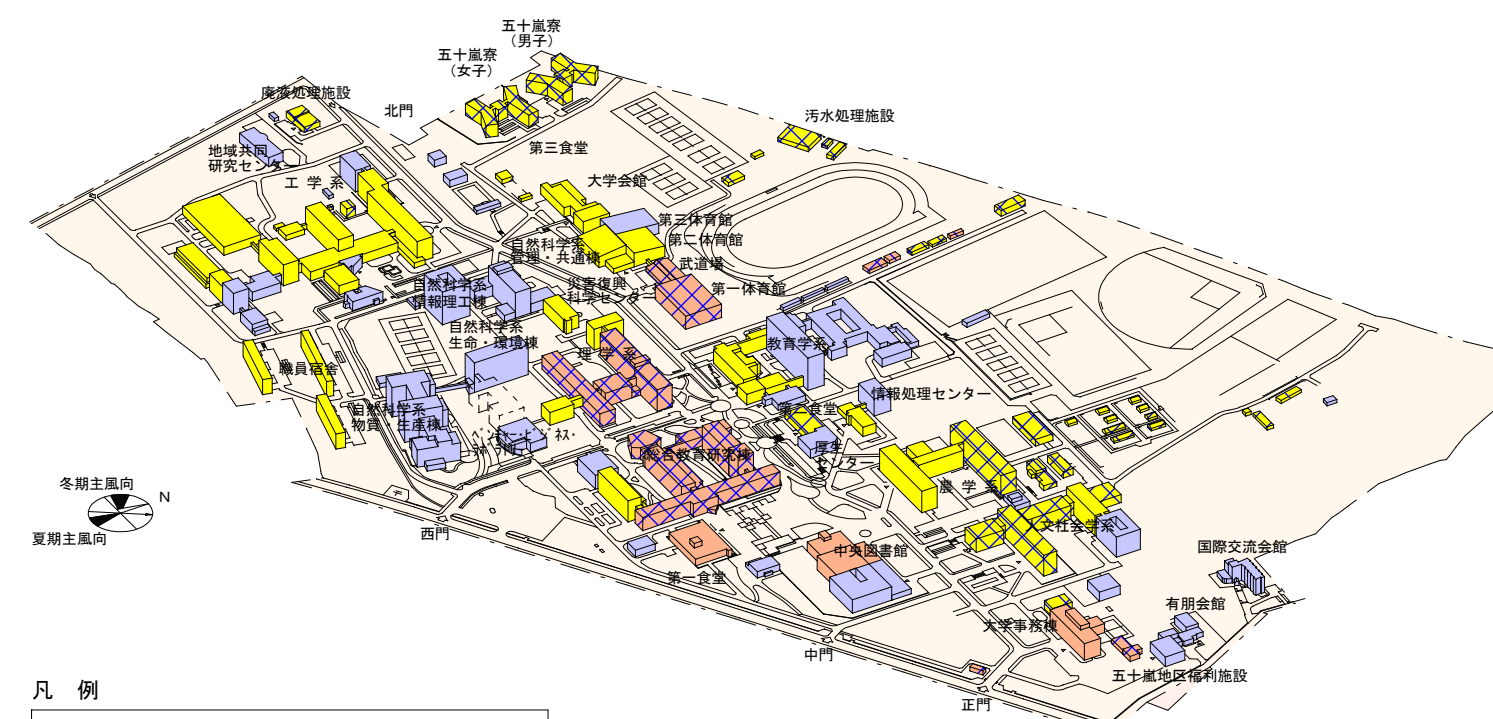 五十嵐寮
（男子）
五十嵐寮
（女子）
廃液処理施設
北門
汚水処理施設
地域共同
研究センター
第三食堂
工 学 系
大学会館
第三体育館
自然科学系
管理・共通棟
第二体育館
武道場
自然科学系
情報理工棟
災害復興
科学センター
第一体育館
自然科学系
生命・環境棟
理 学 系
教育学系
職員宿舎
情報処理センター
自然科学系
物質・生産棟
第二食堂
総合教育研究棟
厚生
センター
農 学 系
冬期主風向
N
夏期主風向
西門
人文社会学系
中央図書館
国際交流会館
第一食堂
有朋会館
大学事務棟
中門
五十嵐地区福利施設
正門
凡 例